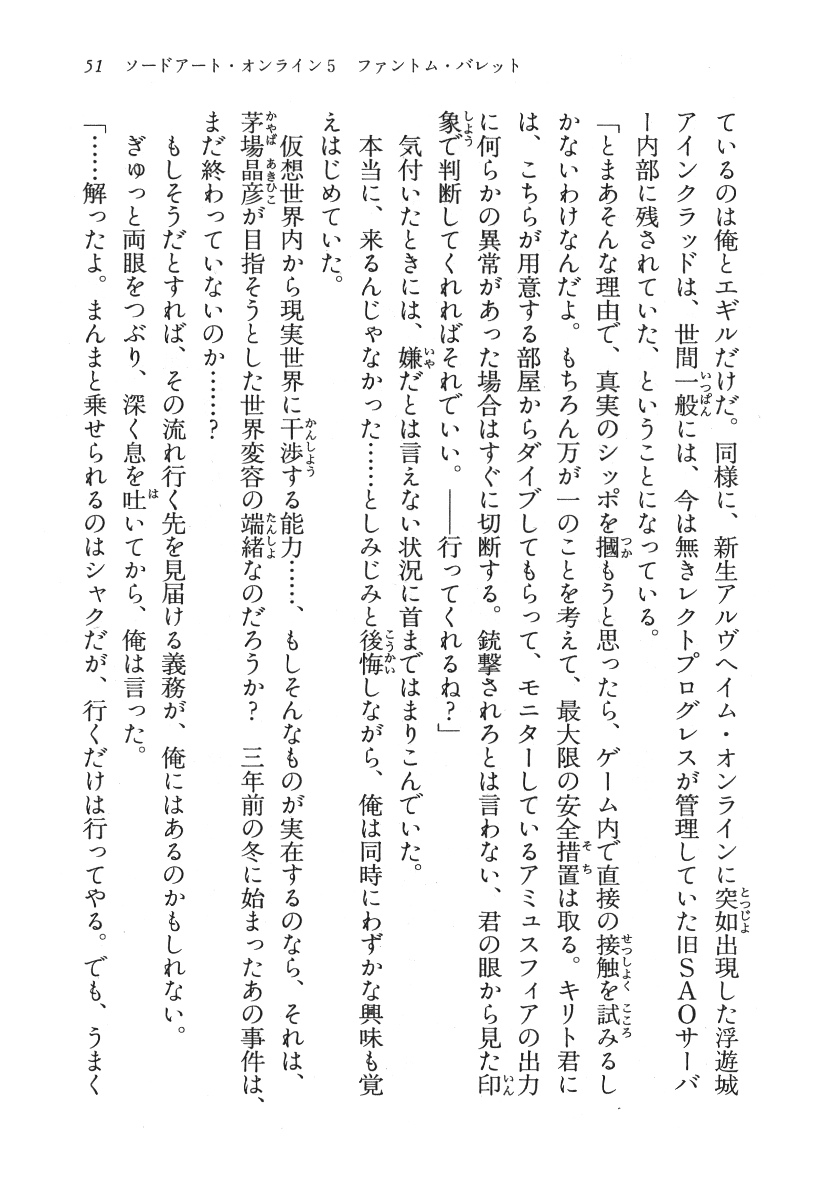 51 ソードアート・オンライン5 ファントム・バレット
ているのは俺とエギルだけだ。同様に、新生アルヴヘイム・オンラインに突如出現した浮遊城
アインクラッドは、世間一般には、今は無きレクトプログレスが管理していた旧SAOサーバ
ー内部に残されていた、ということになっている。
「とまあそんな理由で、真実のシッポを摑もうと思ったら、ゲーム内で直接の接触を試みるし
かないわけなんだよ。もちろん万が一のことを考えて、最大限の安全措置は取る。キリト君に
は、こちらが用意する部屋からダイブしてもらって、モニターしているアミュスフィアの出力
に何らかの異常があった場合はすぐに切断する。銃撃されろとは言わない、君の眼から見た印
象で判断してくれればそれでいい。――行ってくれるね?」
気付いたときには、嫌だとは言えない状況に首まではまりこんでいた。
本当に、来るんじゃなかった……としみじみと後悔しながら、俺は同時にわずかな興味も覚
えはじめていた。
仮想世界内から現実世界に干渉する能力……、もしそんなものが実在するのなら、それは、
茅場晶彦が目指そうとした世界変容の端緒なのだろうか? 三年前の冬に始まったあの事件は、
まだ終わっていないのか……?
もしそうだとすれば、その流れ行く先を見届ける義務が、俺にはあるのかもしれない。
ぎゅっと両眼をつぶり、深く息を吐いてから、俺は言った。
「……解ったよ。まんまと乗せられるのはシャクだが、行くだけは行ってやる。でも、うまく